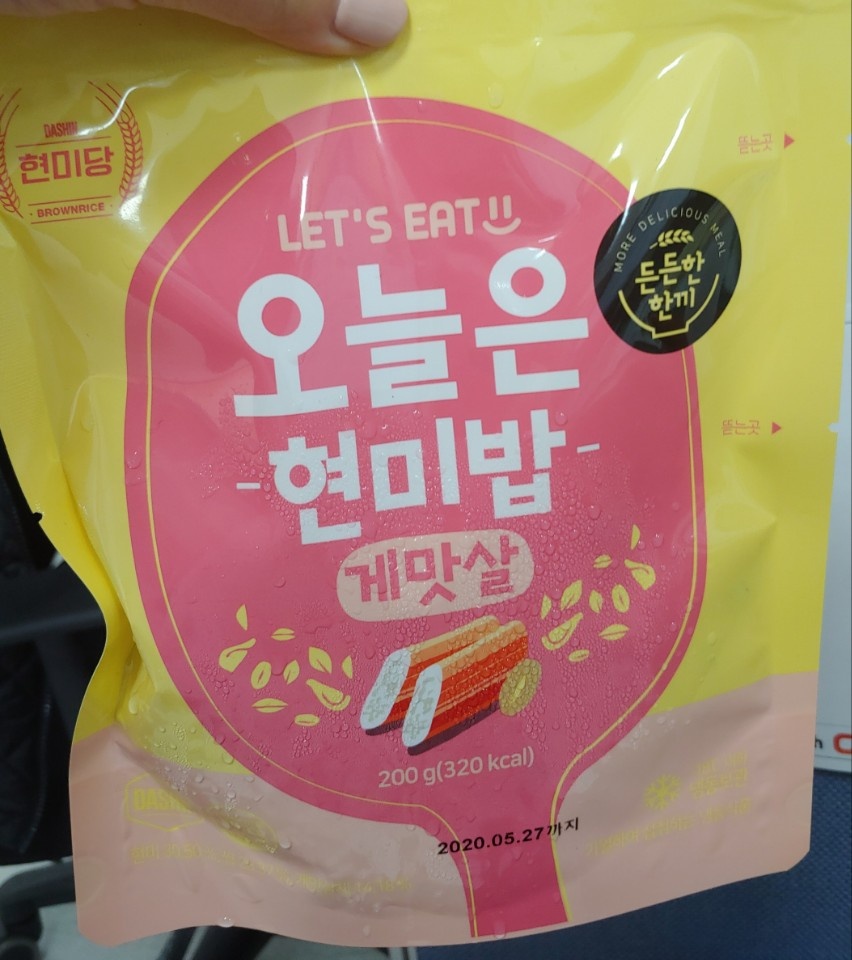 DASHIN
현미당
BROWNRICE
뜯는곳
LET'S EAT
MORE DELICIOUS MEAL
든든한
한끼
오늘은
현미밥
뜯는곳
게맛살
200 g(320 kcal)
DASHIN
2020.05.27까지